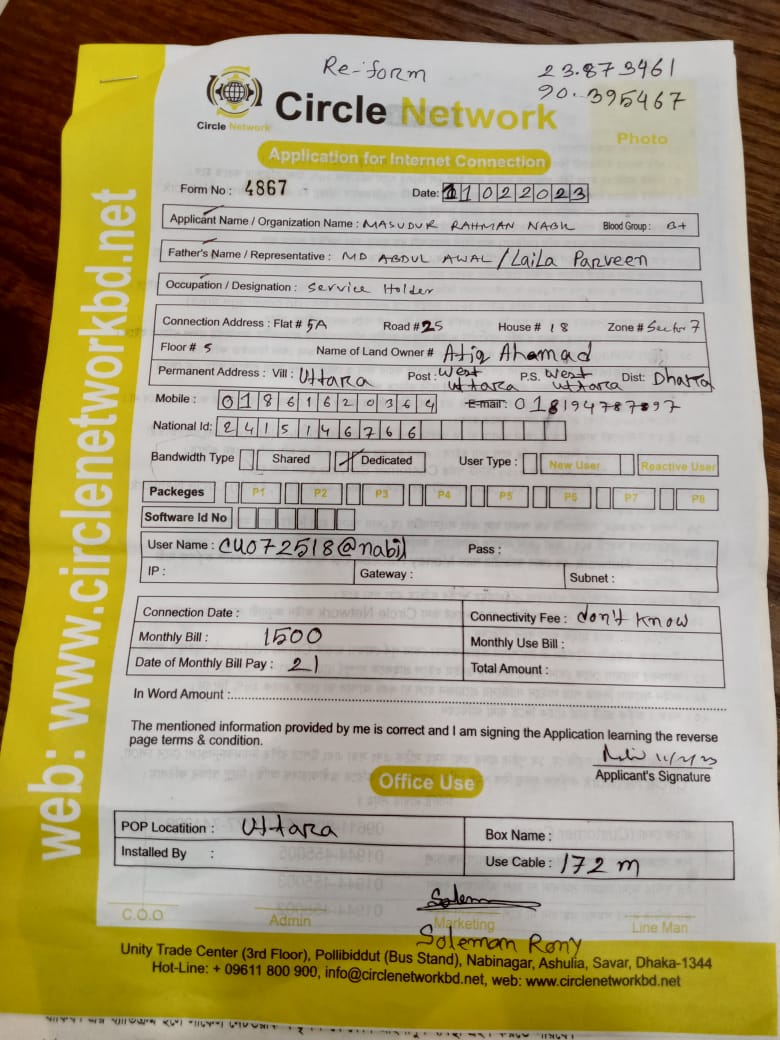 Re-form
23.873461
90.395467
Circle Network
Circle Network
Photo
Application for Internet Connection
Form No : 4867
Date: 11022023
Applicant Name / Organization Name : MASUDUR RAHMAN NABIL Blood Group : B+
Father's Name / Representative : MD ABDUL AWAL / Laila Parveen
Occupation / Designation : Service Holder
Connection Address : Flat # 5A Road # 25 House # 18 Zone # Sector 7
Floor # 5 Name of Land Owner # Atiq Ahamad
Permanent Address : Vill : Uttara Post : West Uttara P.S. West Uttara Dist: Dhaka
Mobile : 01861620364 E-mail: 018194787897
National Id: 2415146766
Bandwidth Type Shared Dedicated User Type : New User Reactive User
Packeges P1 P2 P3 P4 P5 P6 P7 P8
Software Id No
User Name : CU072518@nabil Pass :
IP : Gateway : Subnet :
Connection Date : Connectivity Fee : don't know
Monthly Bill : 1500 Monthly Use Bill :
Date of Monthly Bill Pay : 21 Total Amount :
In Word Amount :
The mentioned information provided by me is correct and I am signing the Application learning the reverse
page terms & condition.
11/2/23
Applicant's Signature
Office Use
POP Locatition : Uttara Box Name :
Installed By : Use Cable : 172 m
C.O.O Admin Marketing Line Man
Soleman Rony
Unity Trade Center (3rd Floor), Pollibiddut (Bus Stand), Nabinagar, Ashulia, Savar, Dhaka-1344
Hot-Line: + 09611 800 900, info@circlenetworkbd.net, web: www.circlenetworkbd.net
web: www.circlenetworkbd.net